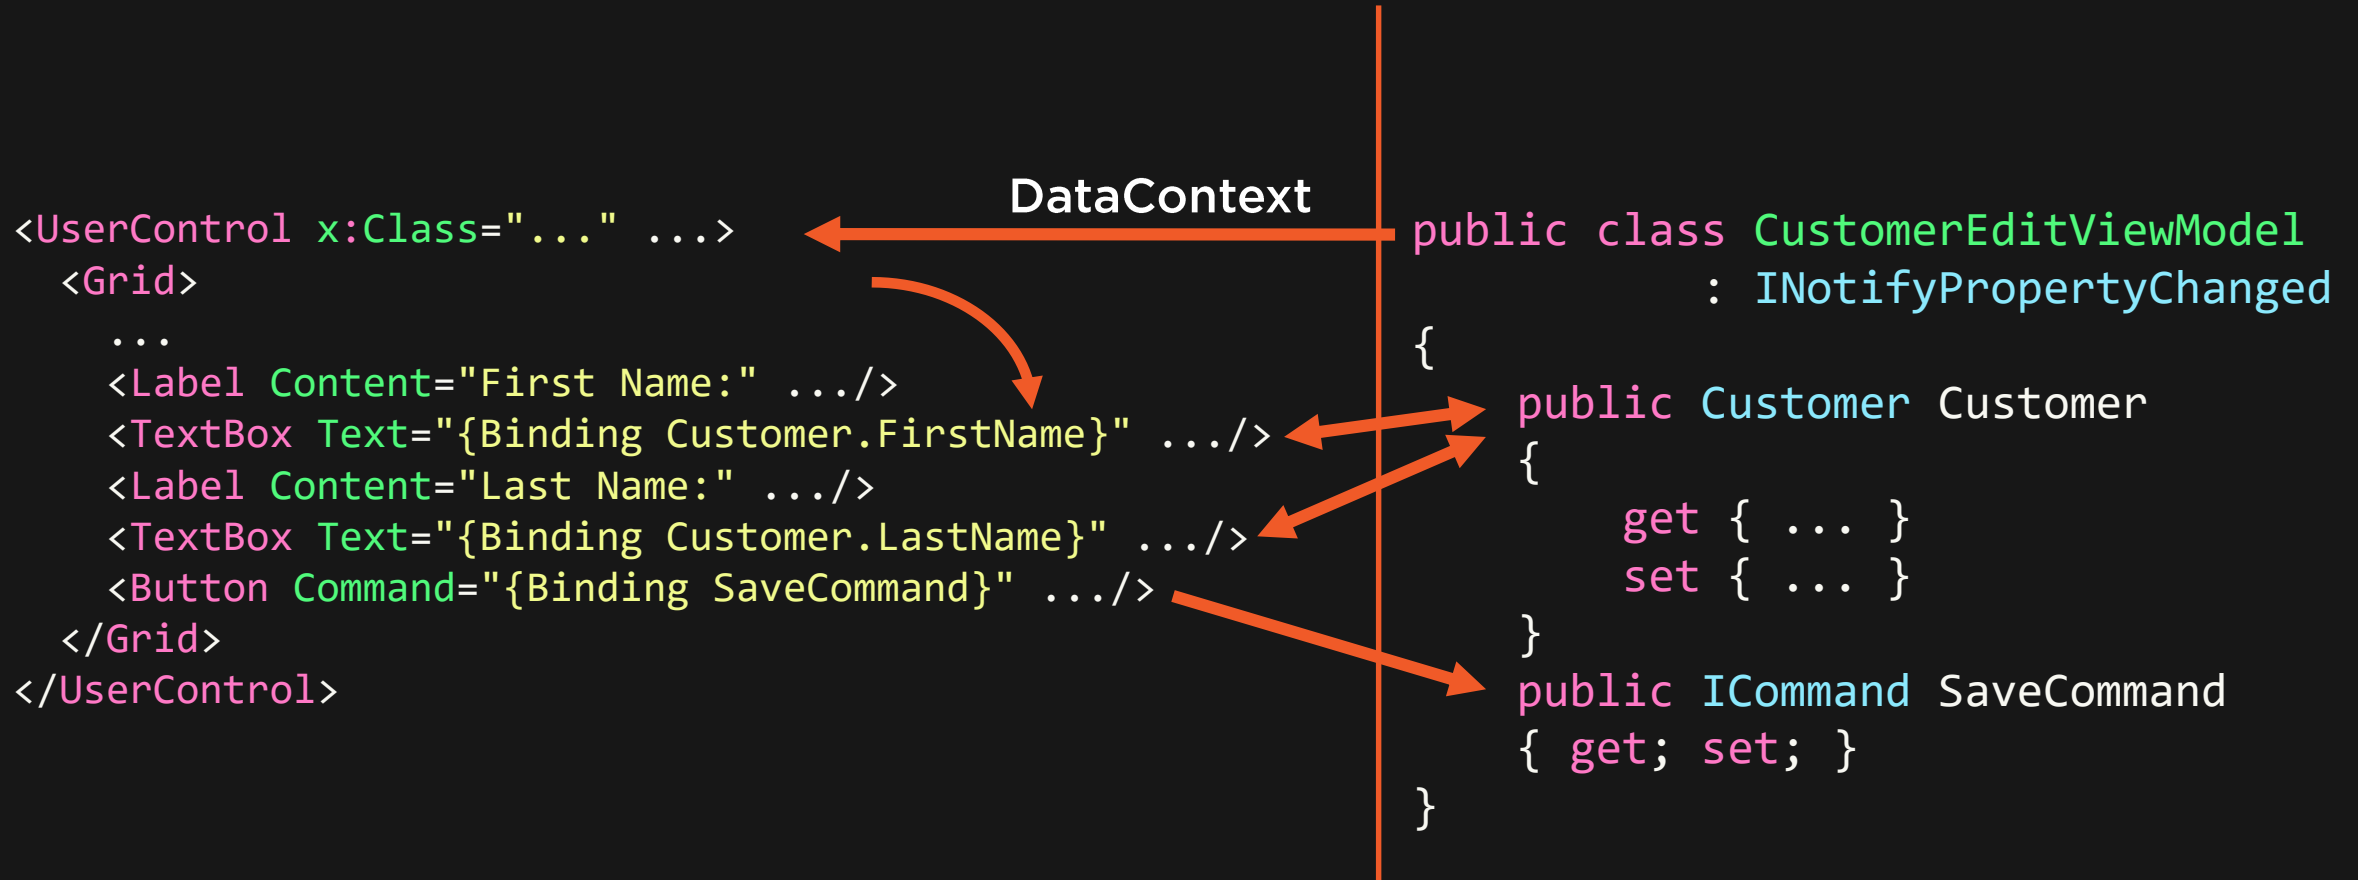 DataContext
<UserControl x:Class="..." ...>
  <Grid>
    ...
    <Label Content="First Name:" .../>
    <TextBox Text="{Binding Customer.FirstName}" .../>
    <Label Content="Last Name:" .../>
    <TextBox Text="{Binding Customer.LastName}" .../>
    <Button Command="{Binding SaveCommand}" .../>
  </Grid>
</UserControl>
public class CustomerEditViewModel
           : INotifyPropertyChanged
{
    public Customer Customer
    {
        get { ... }
        set { ... }
    }
    public ICommand SaveCommand
    { get; set; }
}